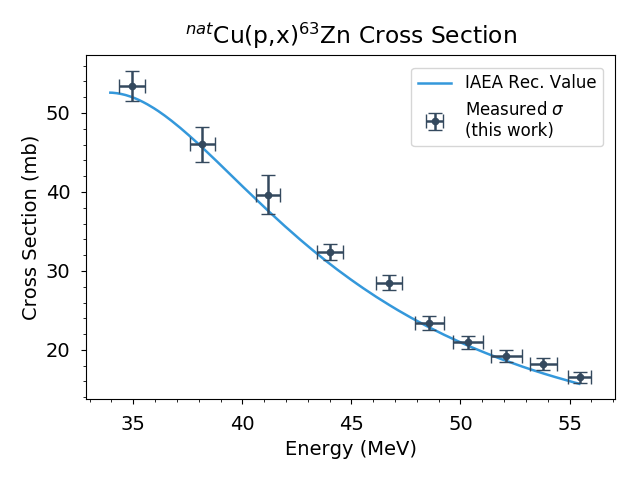 ⁿᵃᵗCu(p,x)⁶³Zn Cross Section
IAEA Rec. Value
Measured σ
(this work)
Cross Section (mb)
50
40
30
20
35 40 45 50 55
Energy (MeV)